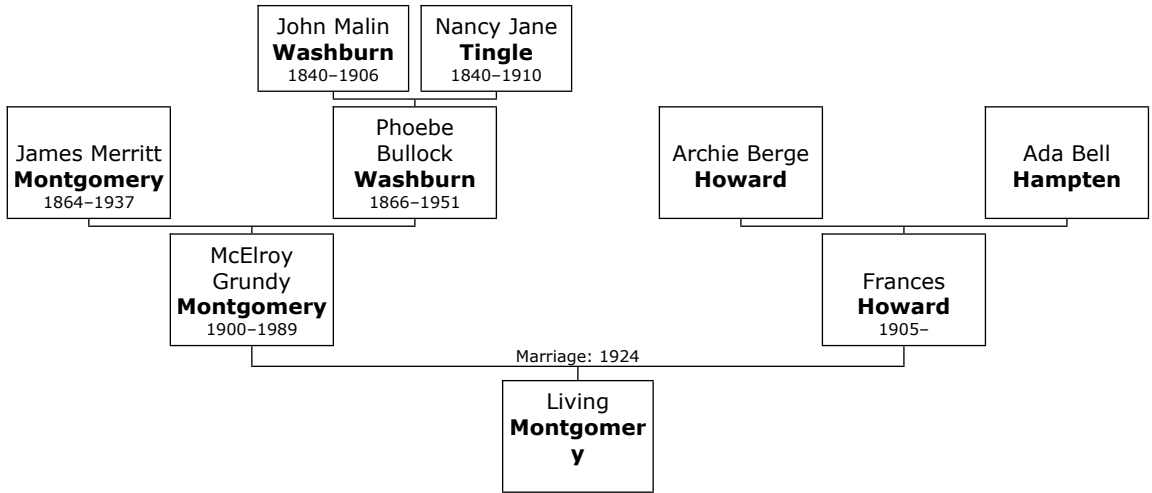 John Malin
Washburn
1840–1906
Nancy Jane
Tingle
1840–1910
James Merritt
Montgomery
1864–1937
Phoebe
Bullock
Washburn
1866–1951
Archie Berge
Howard
Ada Bell
Hampten
McElroy
Grundy
Montgomery
1900–1989
Frances
Howard
1905–
Marriage: 1924
Living
Montgomer
y